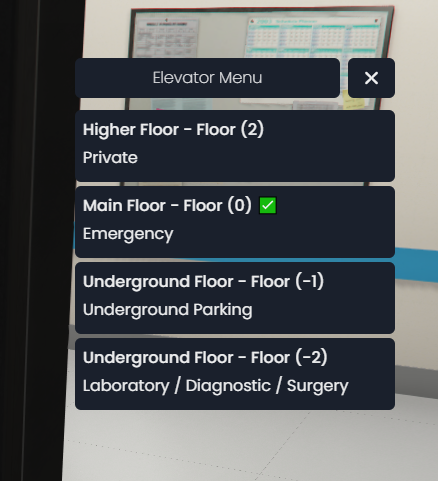 Elevator Menu
Higher Floor - Floor (2)
Private
Main Floor - Floor (0) ✅
Emergency
Underground Floor - Floor (-1)
Underground Parking
Underground Floor - Floor (-2)
Laboratory / Diagnostic / Surgery